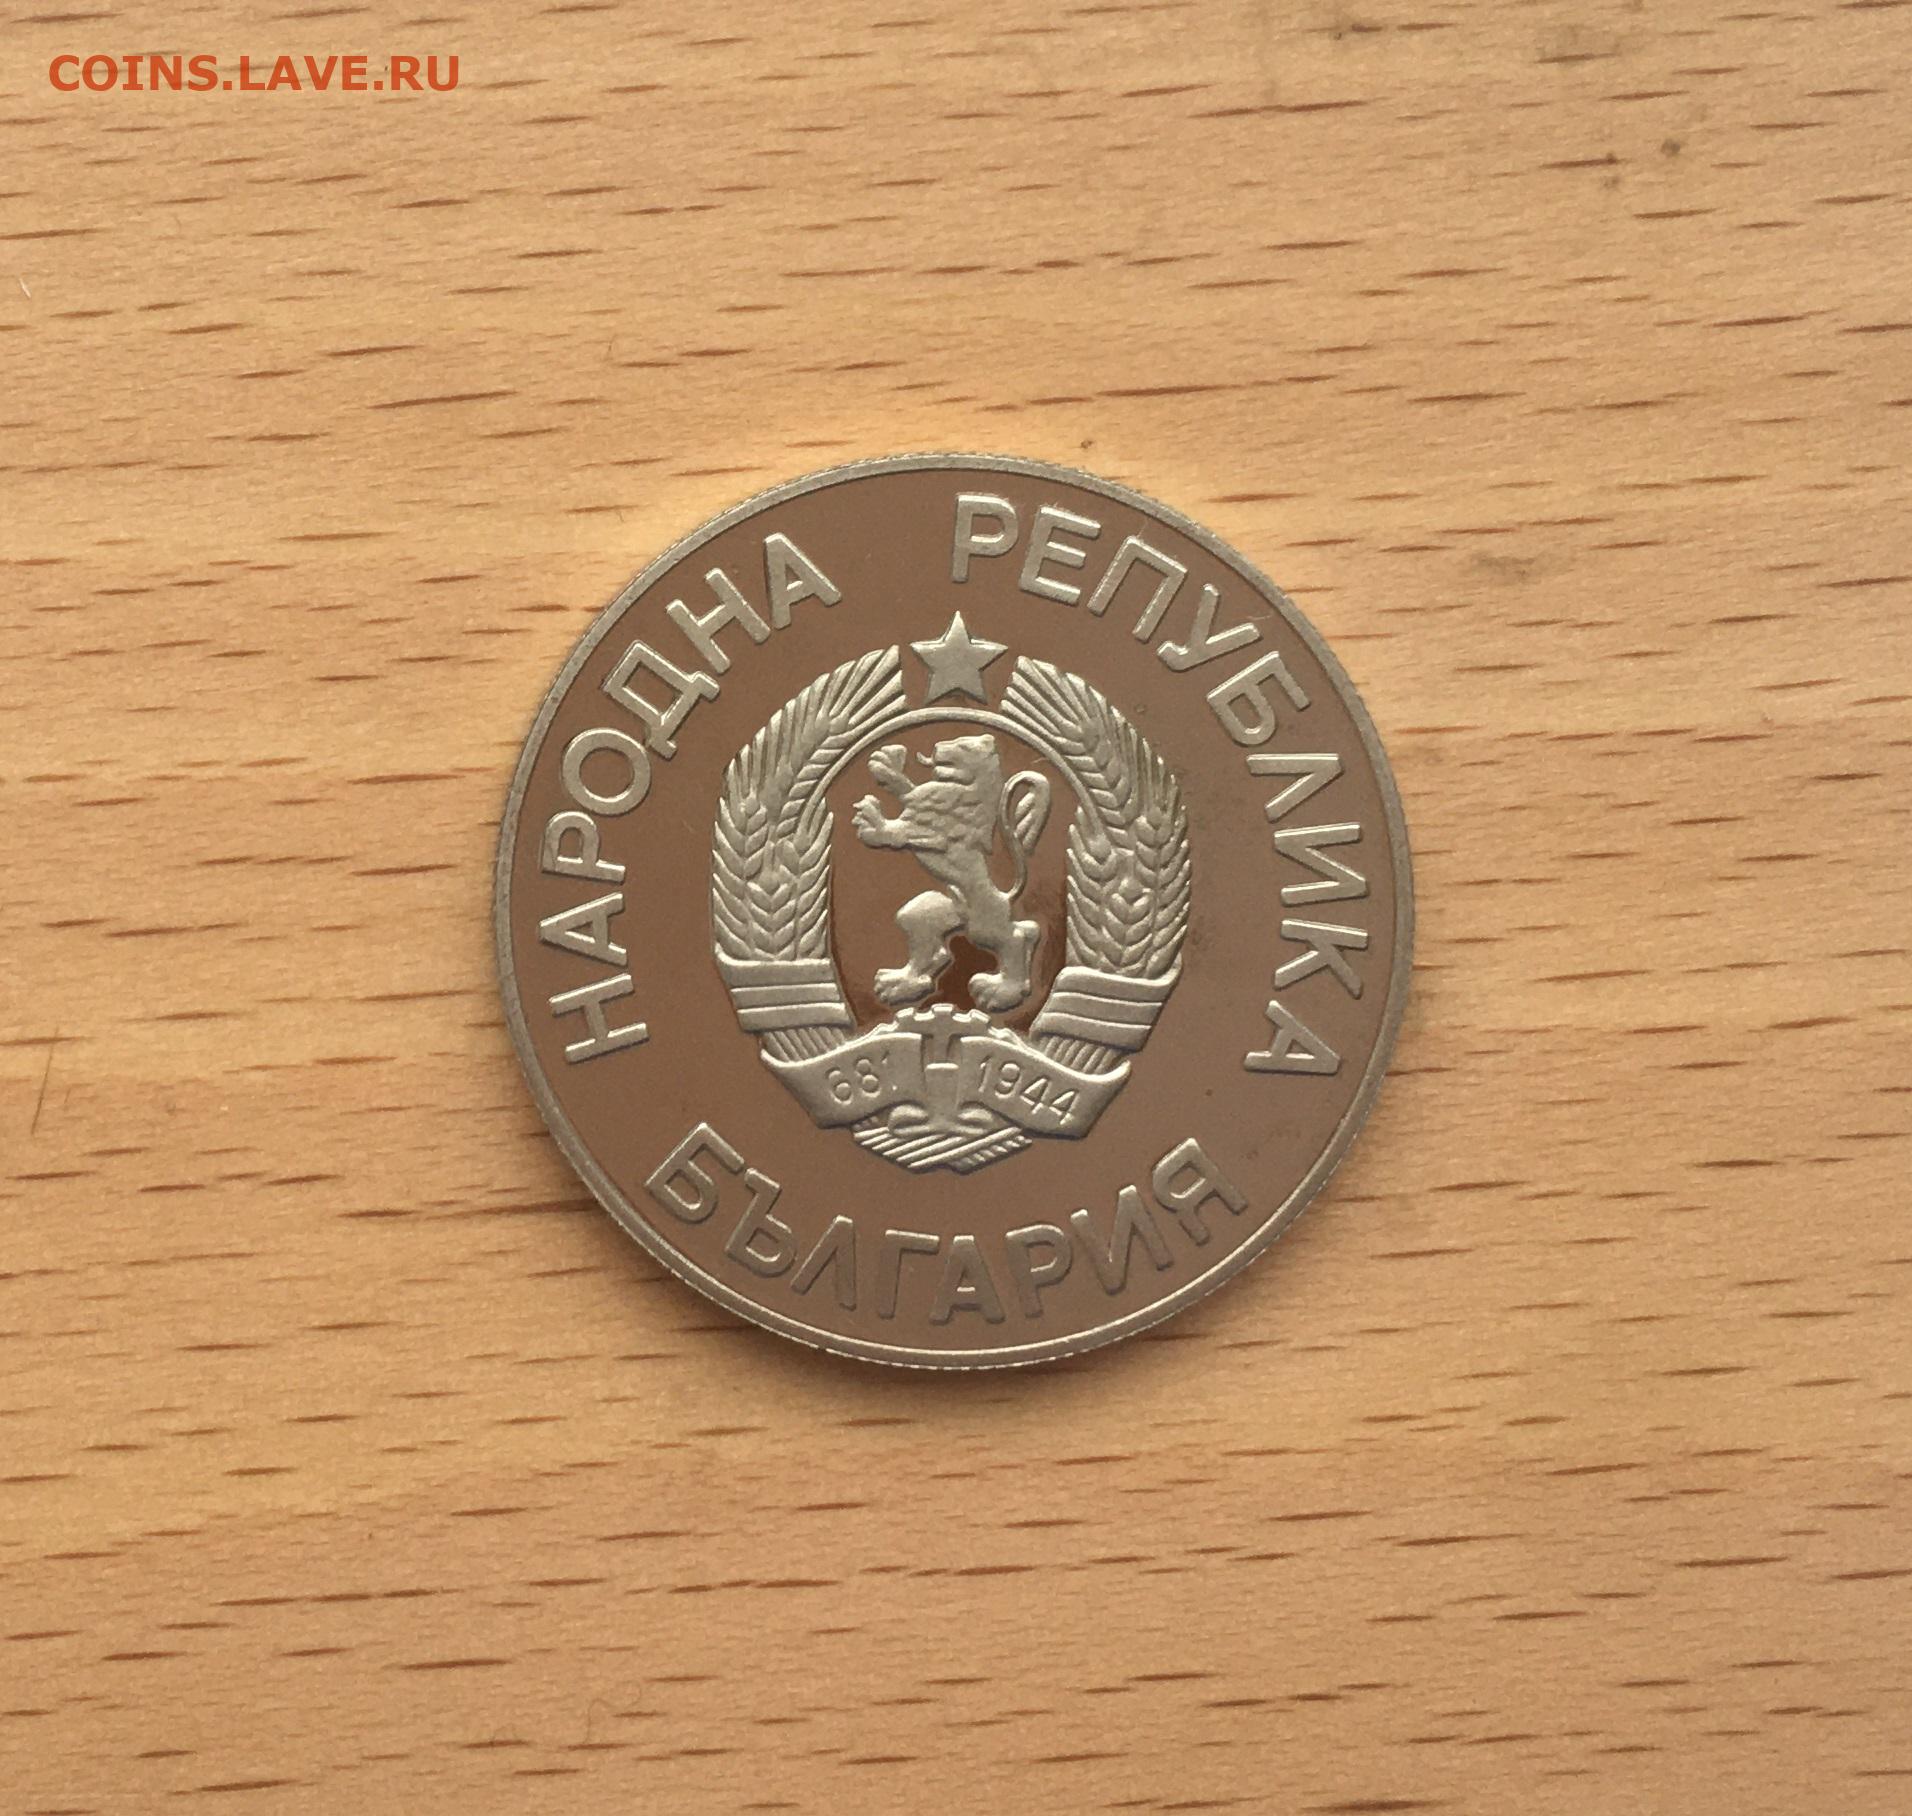 COINS.LAVE.RU
НАРОДНА РЕПУБЛИКА
681 1944
БЪЛГАРИЯ